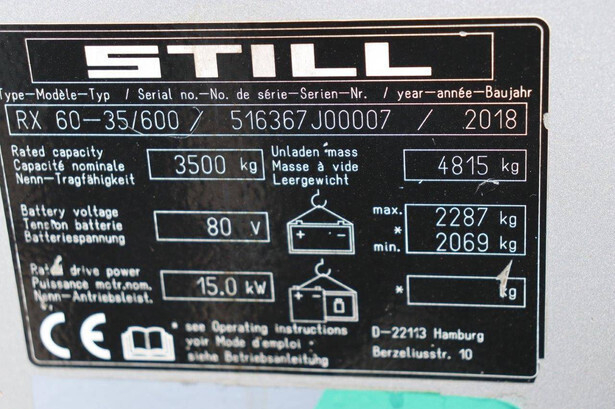 STILL
Type-Modèle-Typ / Serial no.-No. de série-Serien-Nr. / year-année-Baujahr
RX 60-35/600 / 516367J00007 / 2018
Rated capacity
Capacité nominale
Nenn-Tragfähigkeit
3500 kg
Unladen mass
Masse à vide
Leergewicht
4815 kg
Battery voltage
Tension batterie
Batteriespannung
80 V
+ -
max.
*
min.
2287 kg
2069 kg
Rated drive power
Puissance motr.nom.
Nenn-Antriebsleist.
15.0 kW
+ -
* kg
CE
* see Operating instructions
voir Mode d'emploi
siehe Betriebsanleitung
D-22113 Hamburg
Berzeliusstr. 10